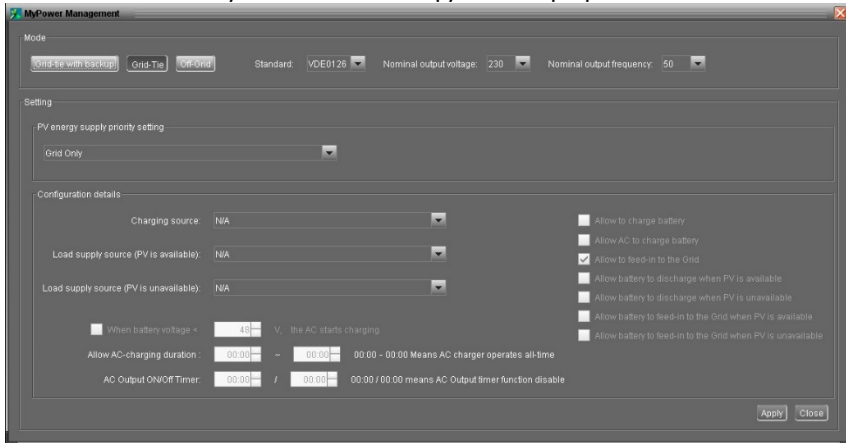 MyPower Management
Mode
Grid-tie with backup Grid-Tie Off-Grid Standard: VDE0126 Nominal output voltage: 230 Nominal output frequency: 50
Setting
PV energy supply priority setting
Grid Only
Configuration details
Charging source: N/A
Load supply source (PV is available): N/A
Load supply source (PV is unavailable): N/A
When battery voltage < 48 V, the AC starts charging
Allow AC-charging duration : 00:00 ~ 00:00 00:00 - 00:00 Means AC charger operates all-time
AC Output ON/Off Timer: 00:00 / 00:00 00:00 / 00:00 means AC Output timer function disable
Allow to charge battery
Allow AC to charge battery
Allow to feed-in to the Grid
Allow battery to discharge when PV is available
Allow battery to discharge when PV is unavailable
Allow battery to feed-in to the Grid when PV is available
Allow battery to feed-in to the Grid when PV is unavailable
Apply Close